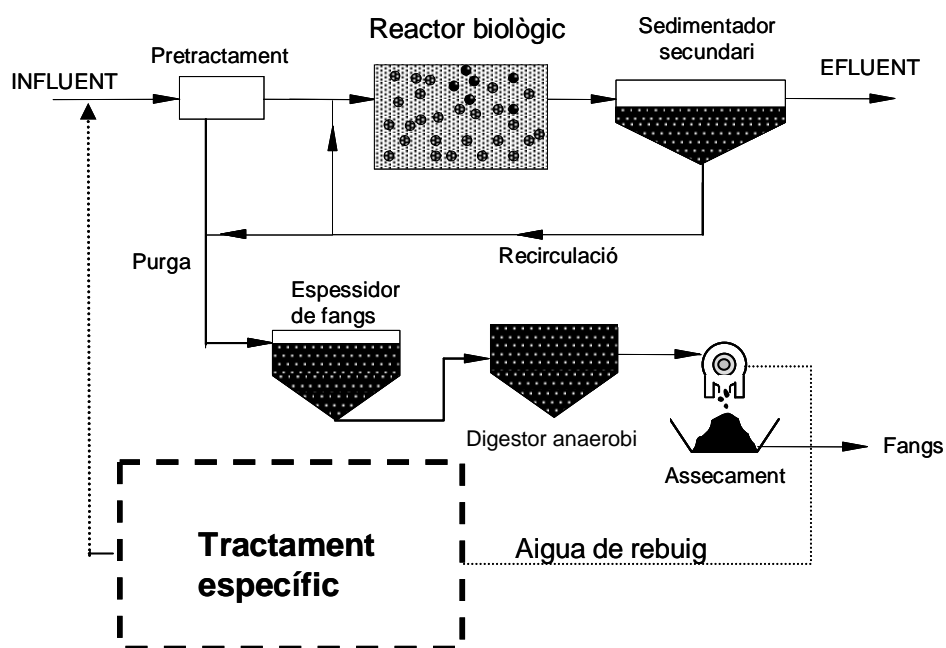 Reactor biològic
Sedimentador
secundari
Pretractament
INFLUENT
EFLUENT
Purga
Recirculació
Espessidor
de fangs
Digestor anaerobi
Fangs
Assecament
Tractament
específic
Aigua de rebuig